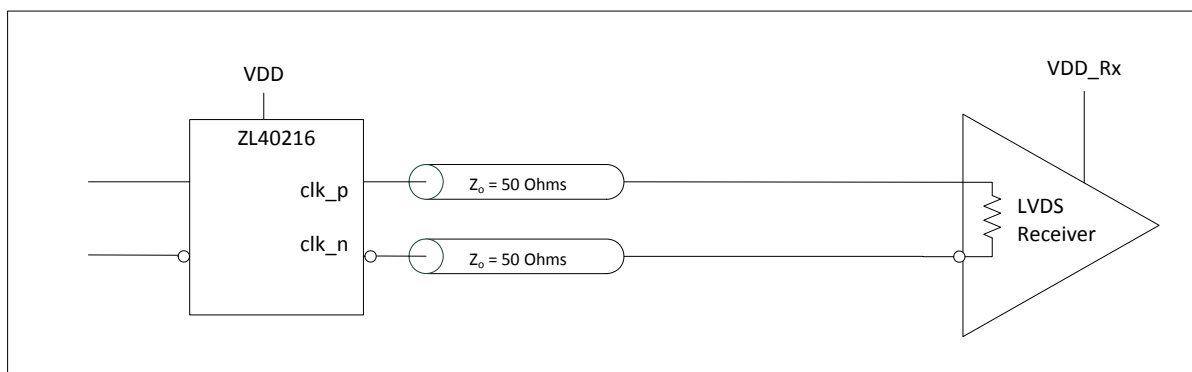 VDD
VDD_Rx
ZL40216
clk_p
Zo = 50 Ohms
LVDS
Receiver
clk_n
Zo = 50 Ohms